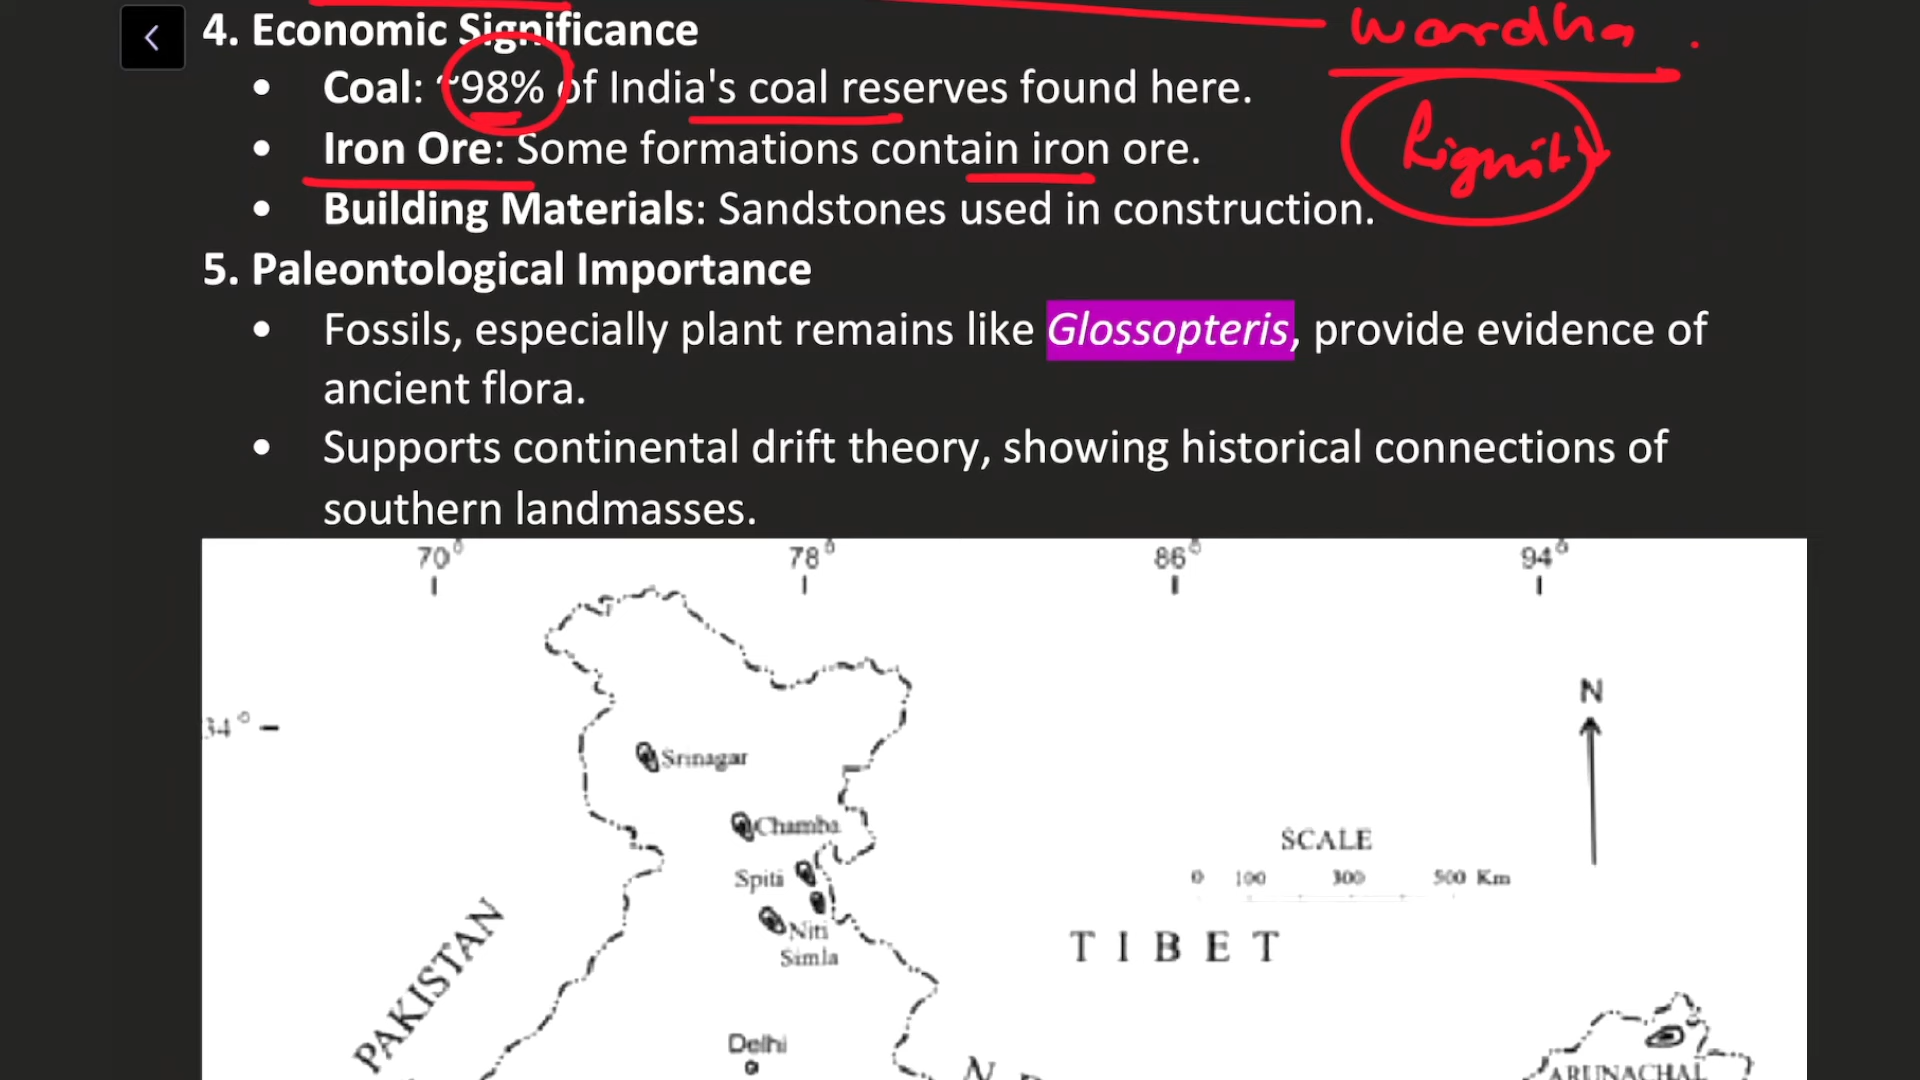 4. Economic Significance
wardha.
• Coal: ~98% of India's coal reserves found here.
• Iron Ore: Some formations contain iron ore.
Lignite
• Building Materials: Sandstones used in construction.
5. Paleontological Importance
• Fossils, especially plant remains like Glossopteris, provide evidence of
ancient flora.
• Supports continental drift theory, showing historical connections of
southern landmasses.
70° 78° 86° 94°
N
34°
Srinagar
Chamba
SCALE
Spiti
0 100 300 500 Km
Niti
Simla
TIBET
PAKISTAN
Delhi
N
ARUNACHAL